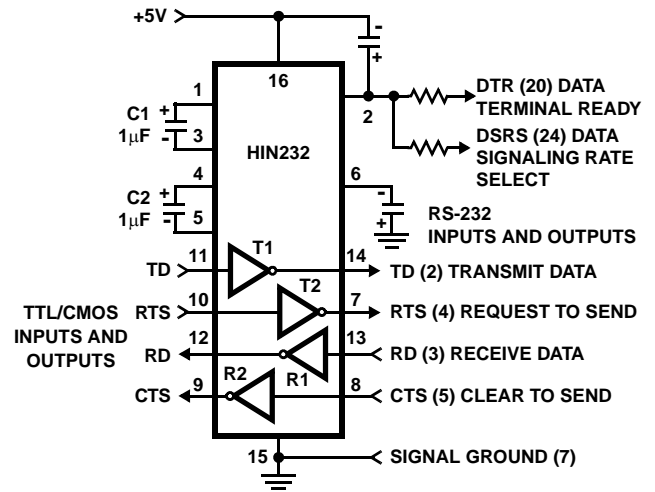 +5V
-
+
16
1
C1
+
1µF
-
3
HIN232
2
DTR (20) DATA
TERMINAL READY
DSRS (24) DATA
SIGNALING RATE
SELECT
4
C2
+
1µF
-
5
6
-
+
RS-232
INPUTS AND OUTPUTS
TD
11
T1
14
TD (2) TRANSMIT DATA
TTL/CMOS
INPUTS AND
OUTPUTS
RTS
10
T2
7
RTS (4) REQUEST TO SEND
RD
12
R1
13
RD (3) RECEIVE DATA
CTS
9
R2
8
CTS (5) CLEAR TO SEND
15
SIGNAL GROUND (7)